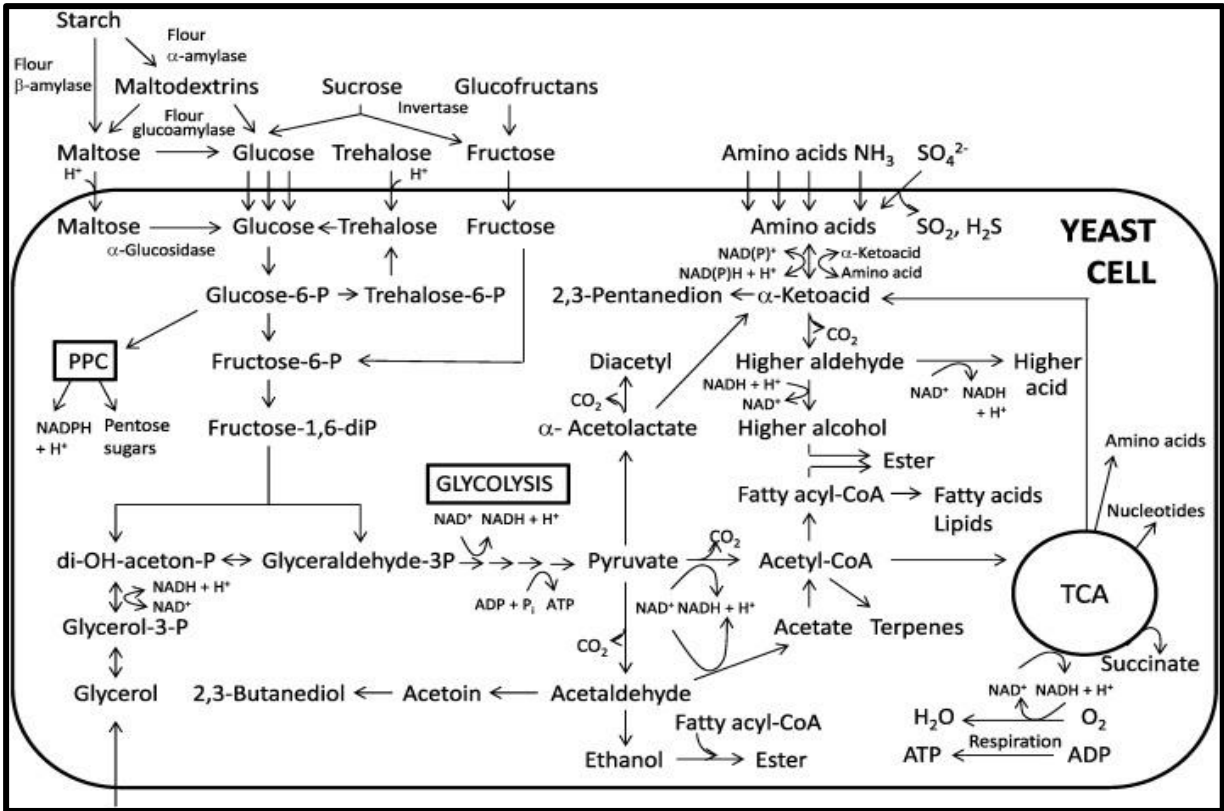 Starch
Flour
α-amylase
Flour
β-amylase
Maltodextrins
Sucrose
Glucofructans
Flour
glucoamylase
Invertase
Maltose
Glucose
Trehalose
Fructose
Amino acids NH₃
SO₄²⁻
H⁺
H⁺
Maltose
Glucose
Trehalose
Fructose
Amino acids
SO₂, H₂S
YEAST
CELL
α-Glucosidase
NAD(P)⁺
α-Ketoacid
NAD(P)H + H⁺
Amino acid
Glucose-6-P
Trehalose-6-P
2,3-Pentanedion
α-Ketoacid
CO₂
PPC
Fructose-6-P
Diacetyl
Higher aldehyde
Higher
acid
NADH + H⁺
NAD⁺
NAD⁺
NADH
+ H⁺
CO₂
NADPH
+ H⁺
Pentose
sugars
Fructose-1,6-diP
α- Acetolactate
Higher alcohol
Amino acids
Ester
GLYCOLYSIS
Fatty acyl-CoA
Fatty acids
Lipids
Nucleotides
NAD⁺ NADH + H⁺
CO₂
di-OH-aceton-P
Glyceraldehyde-3P
Pyruvate
Acetyl-CoA
TCA
NADH + H⁺
NAD⁺
ADP + Pᵢ ATP
NAD⁺ NADH + H⁺
Glycerol-3-P
Acetate
Terpenes
CO₂
Succinate
Glycerol
2,3-Butanediol
Acetoin
Acetaldehyde
NAD⁺ NADH + H⁺
Fatty acyl-CoA
H₂O
O₂
Respiration
Ethanol
Ester
ATP
ADP